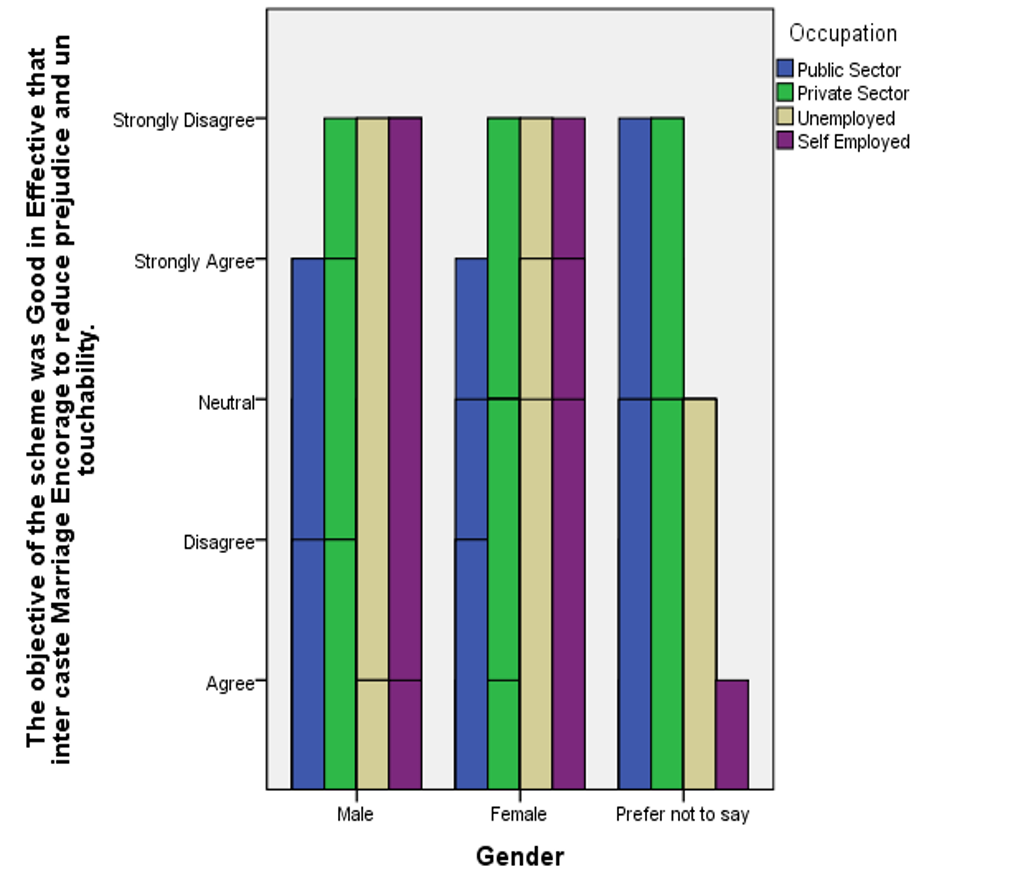 The objective of the scheme was Good in Effective that
inter caste Marriage Encorage to reduce prejudice and un
touchability.
Strongly Disagree
Strongly Agree
Neutral
Disagree
Agree
Male
Female
Prefer not to say
Gender
Occupation
Public Sector
Private Sector
Unemployed
Self Employed